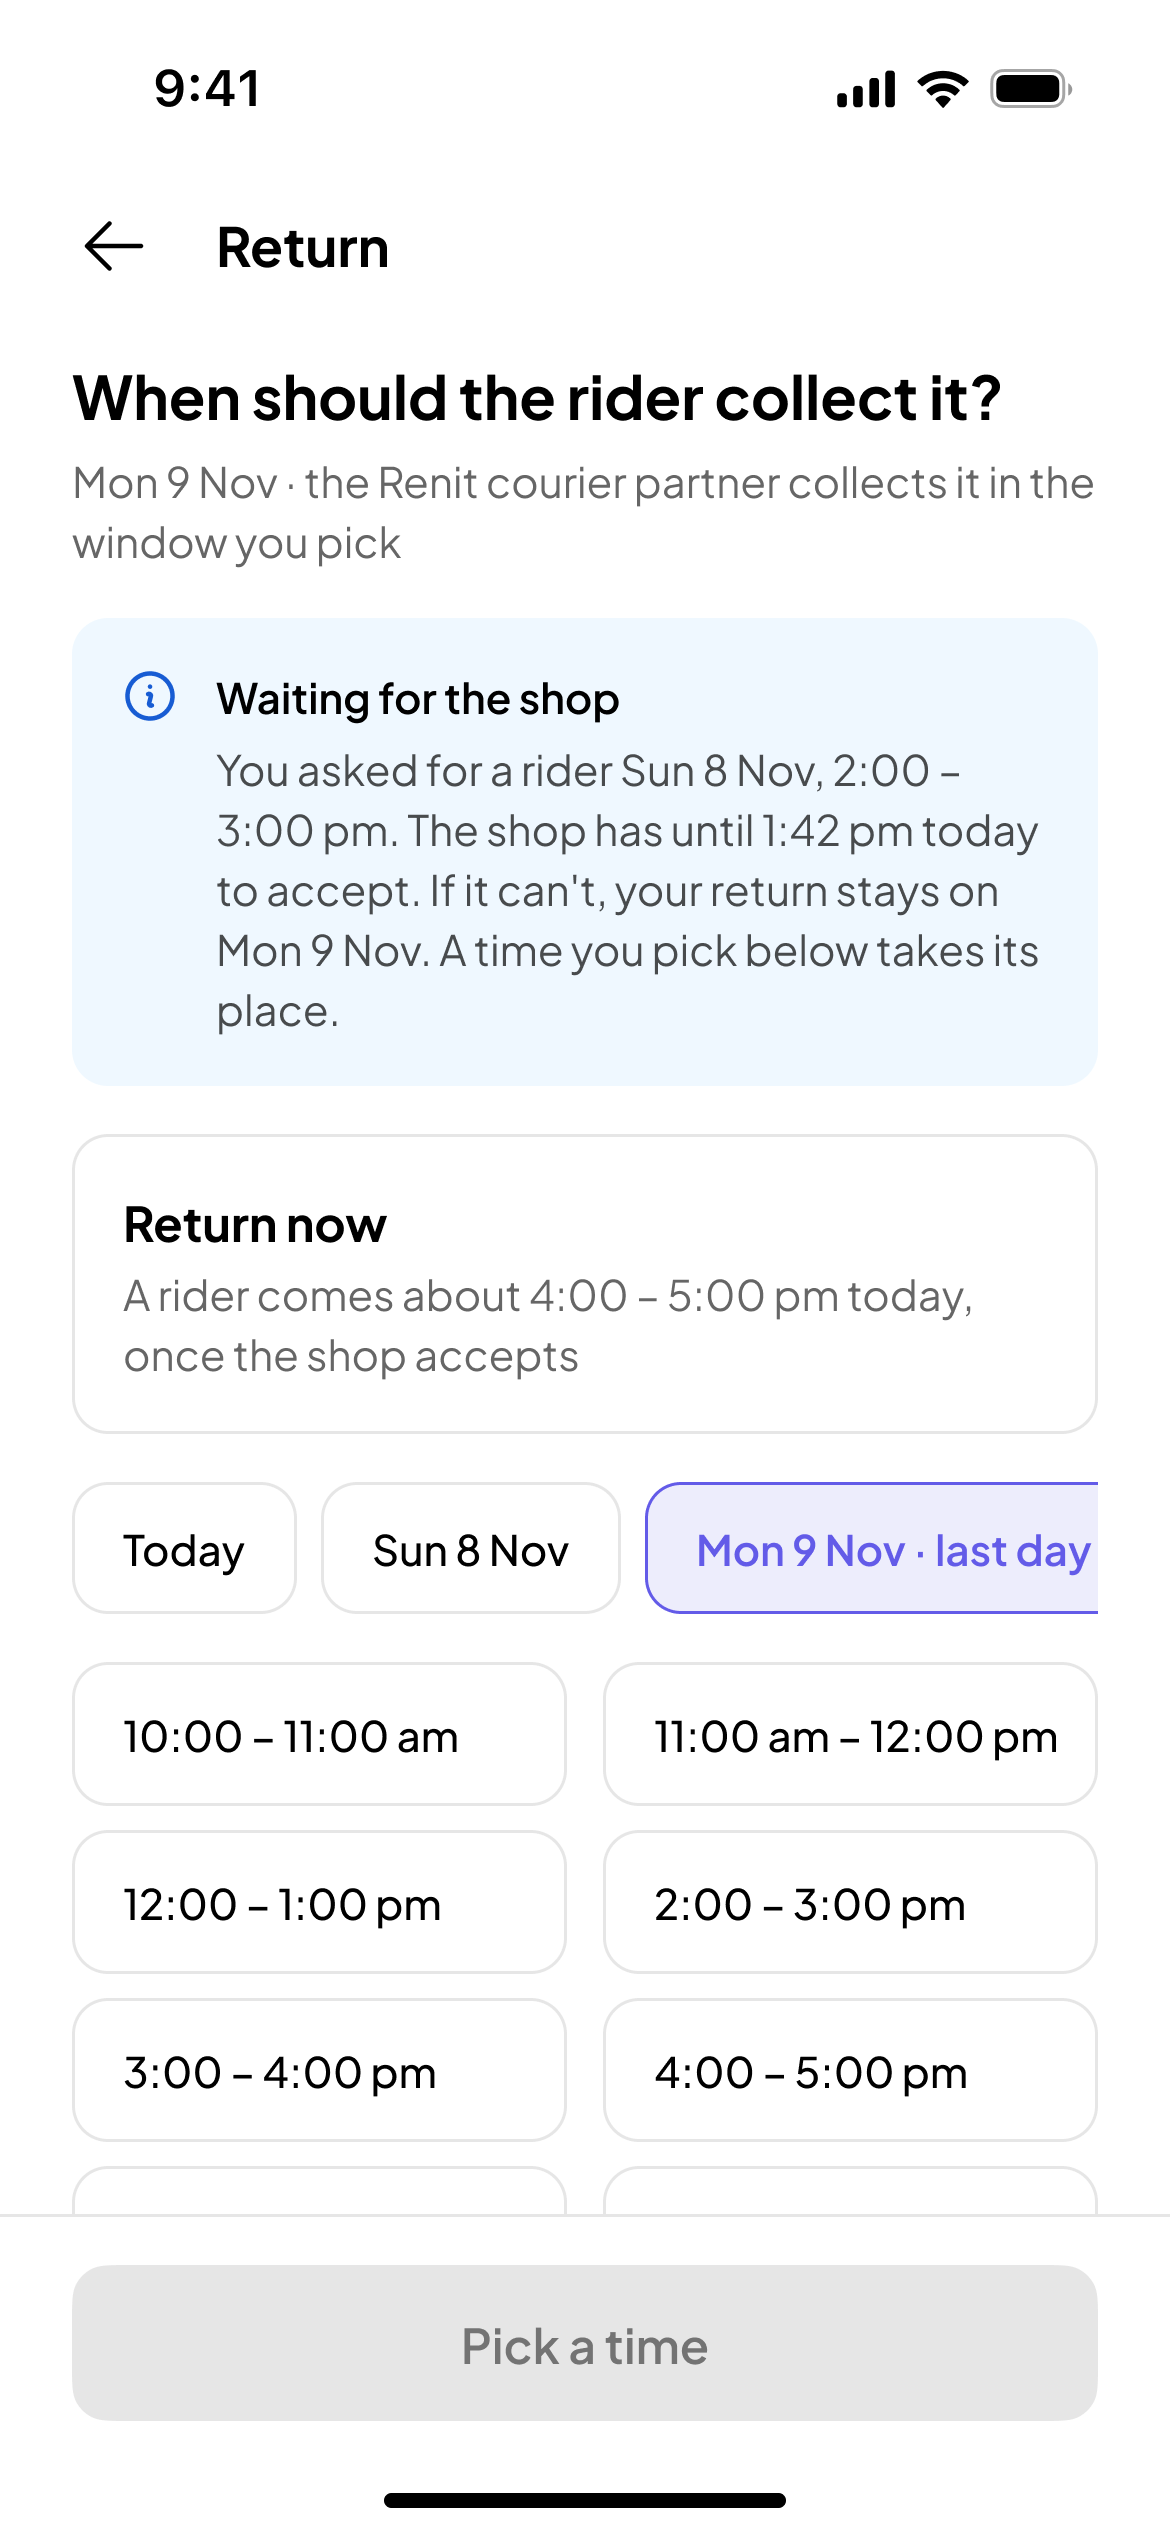 9:41
Return
When should the rider collect it?
Mon 9 Nov · the Renit courier partner collects it in the
window you pick
Waiting for the shop
You asked for a rider Sun 8 Nov, 2:00 –
3:00 pm. The shop has until 1:42 pm today
to accept. If it can't, your return stays on
Mon 9 Nov. A time you pick below takes its
place.
Return now
A rider comes about 4:00 – 5:00 pm today,
once the shop accepts
Today
Sun 8 Nov
Mon 9 Nov · last day
10:00 – 11:00 am
11:00 am – 12:00 pm
12:00 – 1:00 pm
2:00 – 3:00 pm
3:00 – 4:00 pm
4:00 – 5:00 pm
Pick a time